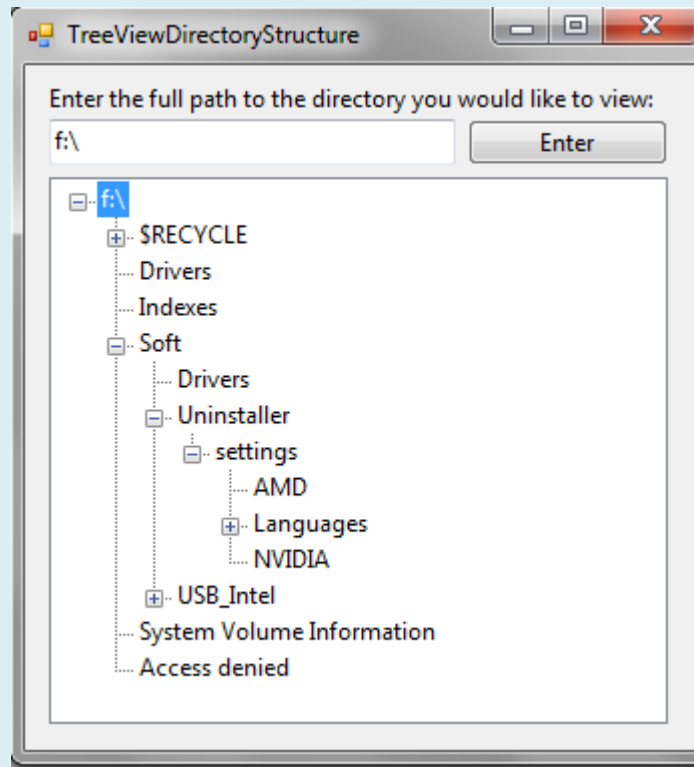 TreeViewDirectoryStructure
Enter the full path to the directory you would like to view:
f:\
Enter
f:\
$RECYCLE
Drivers
Indexes
Soft
Drivers
Uninstaller
settings
AMD
Languages
NVIDIA
USB_Intel
System Volume Information
Access denied